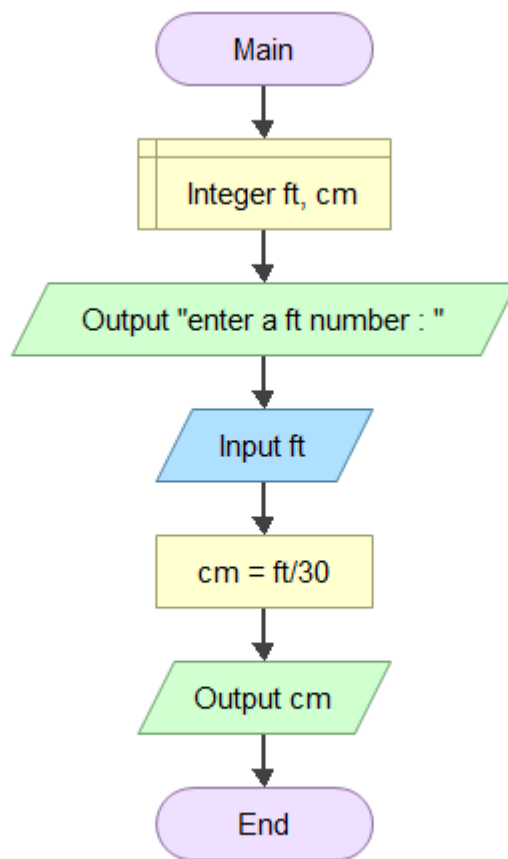 Main
Integer ft, cm
Output "enter a ft number : "
Input ft
cm = ft/30
Output cm
End